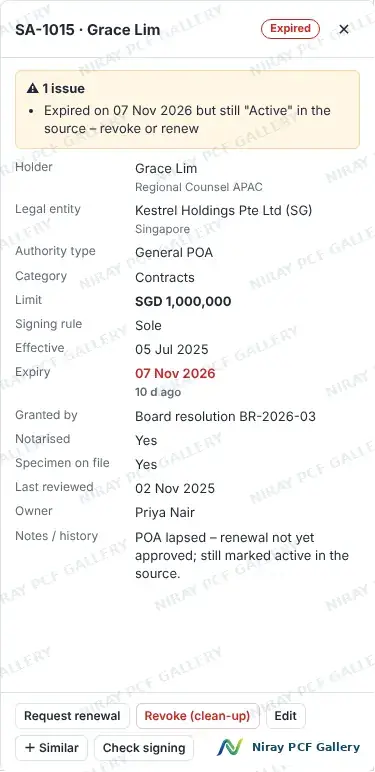 SA-1015 · Grace Lim
Expired
×
⚠ 1 issue
• Expired on 07 Nov 2026 but still "Active" in the
source – revoke or renew
Holder
Grace Lim
Regional Counsel APAC
Legal entity
Kestrel Holdings Pte Ltd (SG)
Singapore
Authority type
General POA
Category
Contracts
Limit
SGD 1,000,000
Signing rule
Sole
Effective
05 Jul 2025
Expiry
07 Nov 2026
10 d ago
Granted by
Board resolution BR-2026-03
Notarised
Yes
Specimen on file
Yes
Last reviewed
02 Nov 2025
Owner
Priya Nair
Notes / history
POA lapsed – renewal not yet
approved; still marked active in the
source.
Request renewal
Revoke (clean-up)
Edit
+ Similar
Check signing
Niray PCF Gallery
NIRAY PCF GALLERY